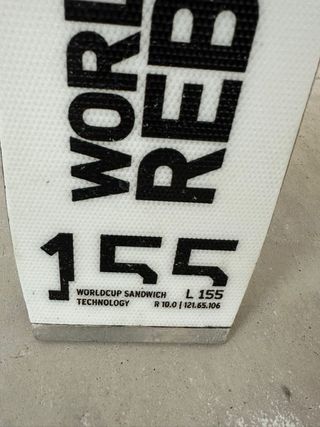 WORL
REB
155
WORLDCUP SANDWICH L 155
TECHNOLOGY R 10.0 | 121.65.106